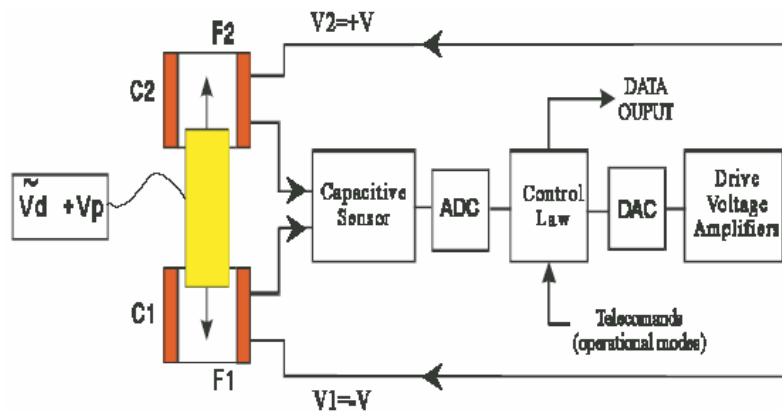 F2
V2=+V
C2
DATA
OUPUT
Ṽd +Vp
Capacitive
Sensor
ADC
Control
Law
DAC
Drive
Voltage
Amplifiers
C1
F1
Telecomands
(operational modes)
V1=-V